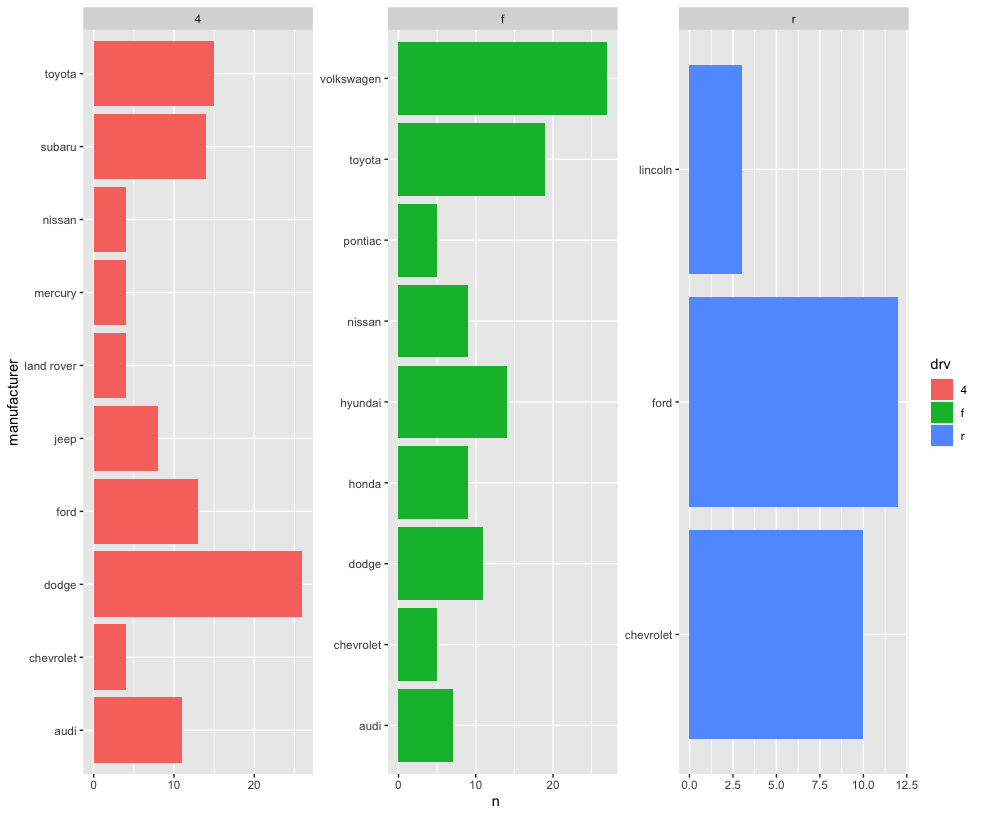 4
f
r
manufacturer
toyota
subaru
nissan
mercury
land rover
jeep
ford
dodge
chevrolet
audi
0 10 20
volkswagen
toyota
pontiac
nissan
hyundai
honda
dodge
chevrolet
audi
0 10 20
lincoln
ford
chevrolet
0.0 2.5 5.0 7.5 10.0 12.5
n
drv
4
f
r